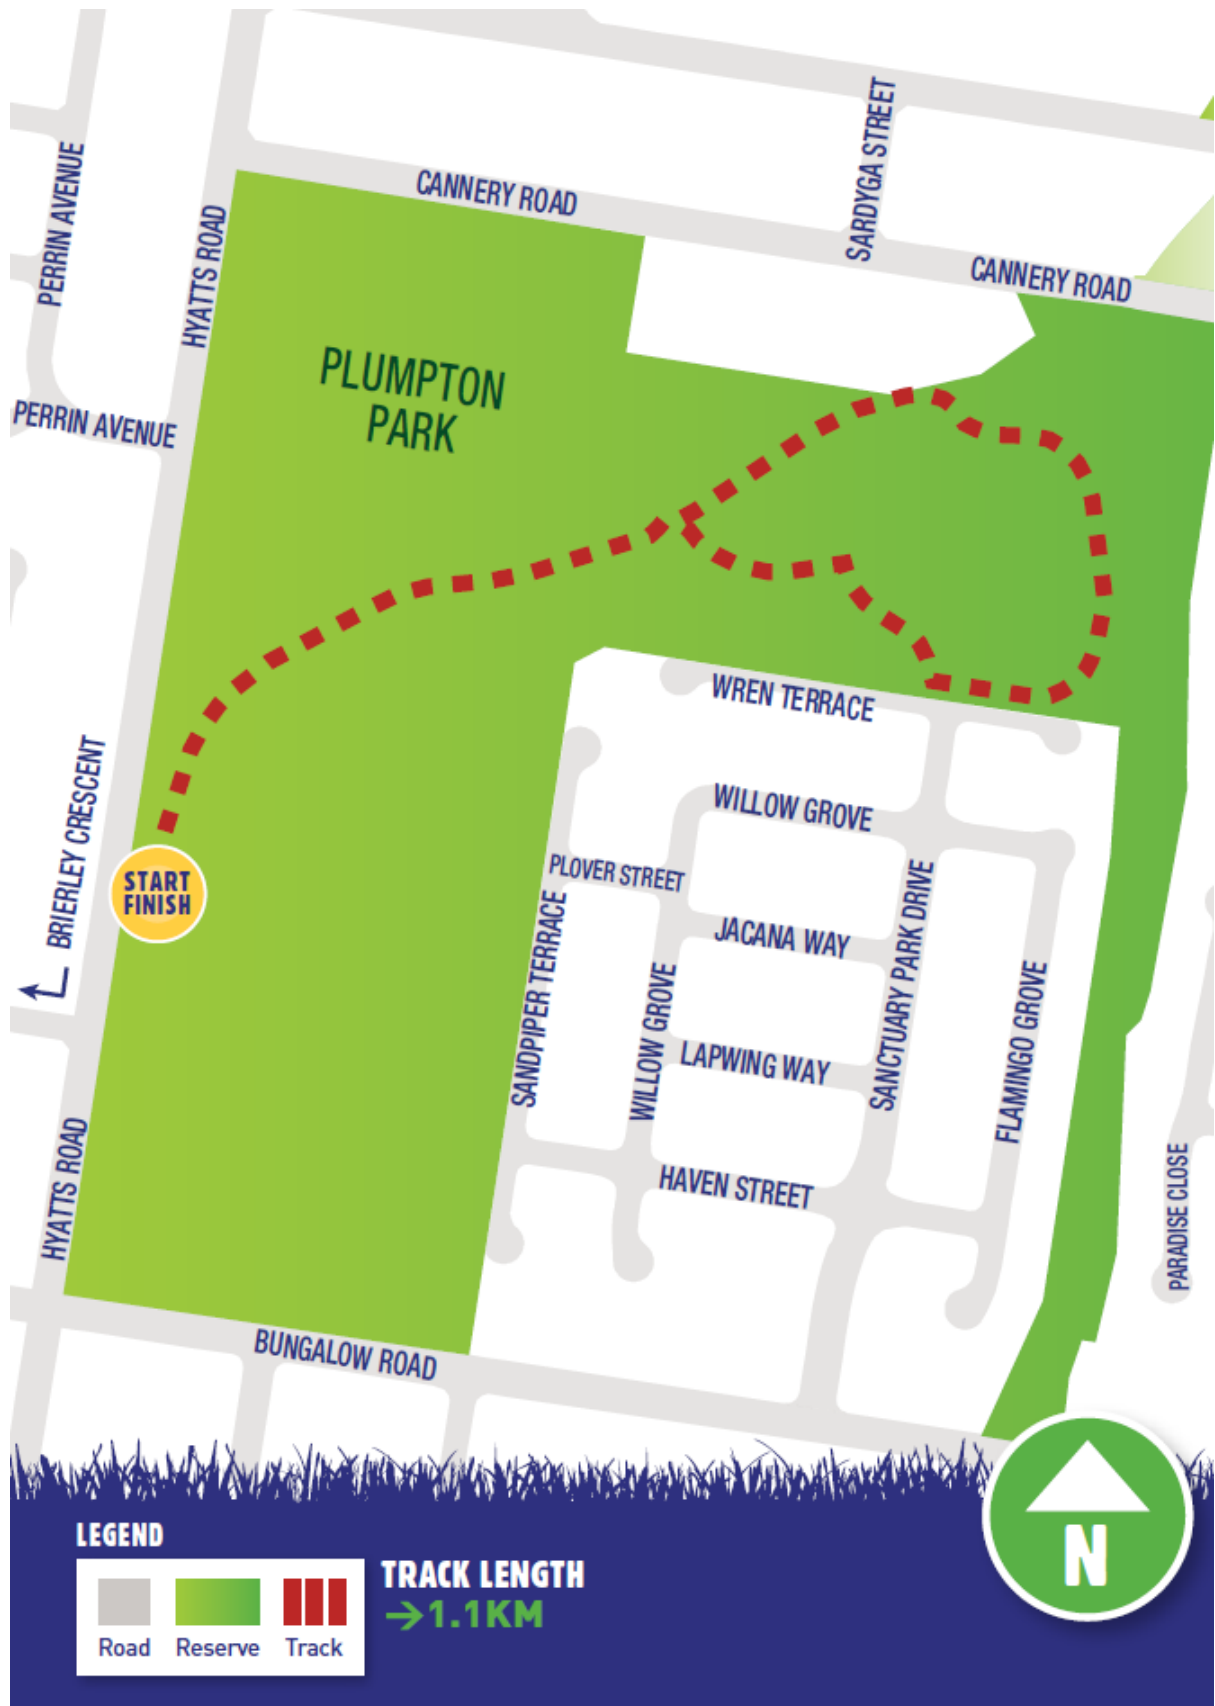 SARDYGA STREET
PERRIN AVENUE
CANNERY ROAD
HYATTS ROAD
CANNERY ROAD
PLUMPTON
PARK
PERRIN AVENUE
WREN TERRACE
BRIERLEY CRESCENT
WILLOW GROVE
START
FINISH
PLOVER STREET
SANDPIPER TERRACE
JACANA WAY
SANCTUARY PARK DRIVE
WILLOW GROVE
FLAMINGO GROVE
LAPWING WAY
HYATTS ROAD
HAVEN STREET
PARADISE CLOSE
BUNGALOW ROAD
N
LEGEND
Road
Reserve
Track
TRACK LENGTH
→1.1KM